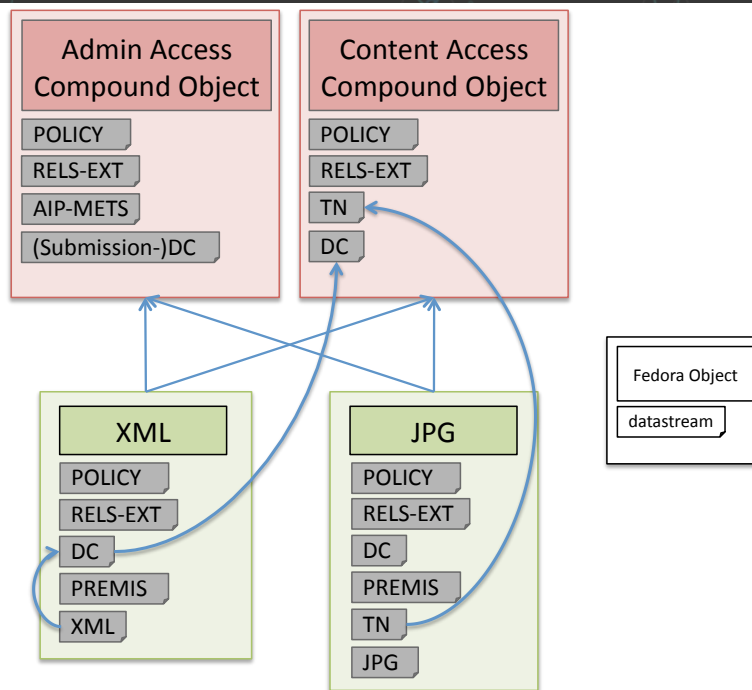 Admin Access
Compound Object
POLICY
RELS-EXT
AIP-METS
(Submission-)DC
Content Access
Compound Object
POLICY
RELS-EXT
TN
DC
XML
POLICY
RELS-EXT
DC
PREMIS
XML
JPG
POLICY
RELS-EXT
DC
PREMIS
TN
JPG
Fedora Object
datastream